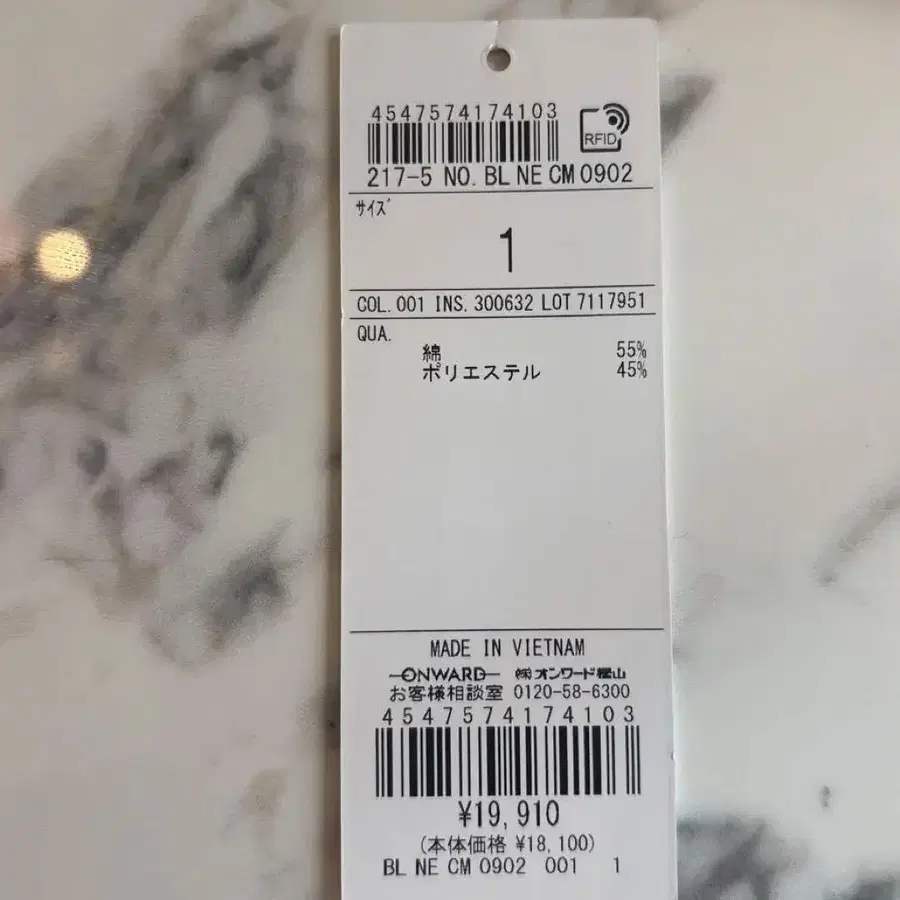 4547574174103
RFID
217-5 NO. BL NE CM 0902
サイズ
1
COL. 001 INS. 300632 LOT 7117951
QUA.
綿 55%
ポリエステル 45%
MADE IN VIETNAM
ONWARD ㈱オンワード樫山
お客様相談室 0120-58-6300
4547574174103
¥19,910
(本体価格 ¥18,100)
BL NE CM 0902 001 1